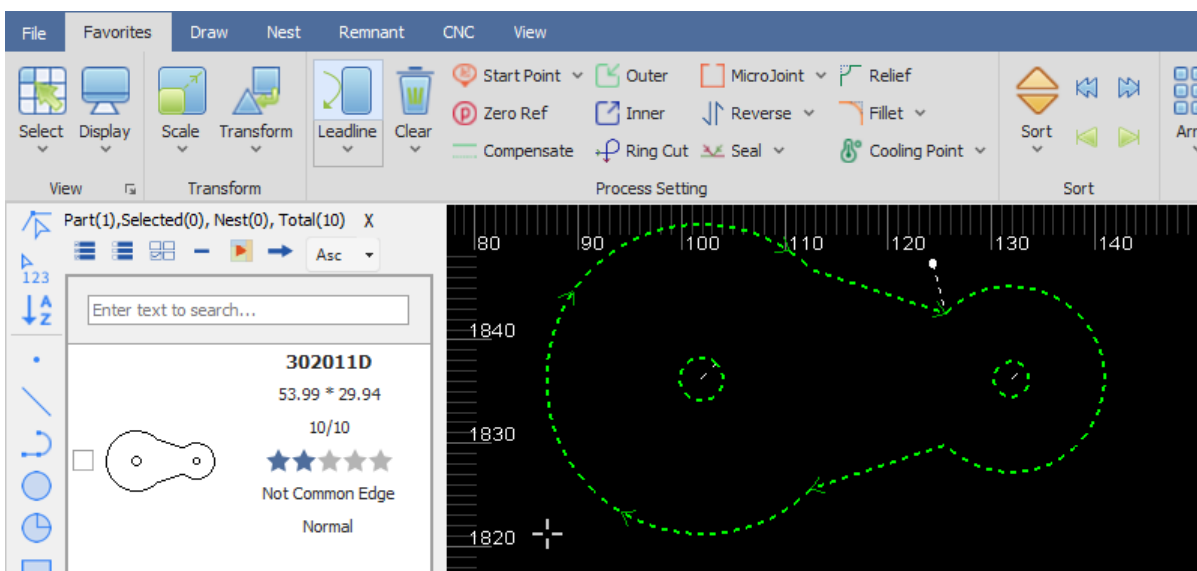 File Favorites Draw Nest Remnant CNC View
Start Point Outer MicroJoint Relief
Zero Ref Inner Reverse Fillet
Select Display Scale Transform Leadline Clear Sort Arr
Compensate Ring Cut Seal Cooling Point
View Transform Process Setting Sort
Part(1),Selected(0), Nest(0), Total(10) X
80 90 100 110 120 130 140
Asc
123
Enter text to search...
A
Z
1840
302011D
53.99 * 29.94
10/10
1830
Not Common Edge
Normal
1820